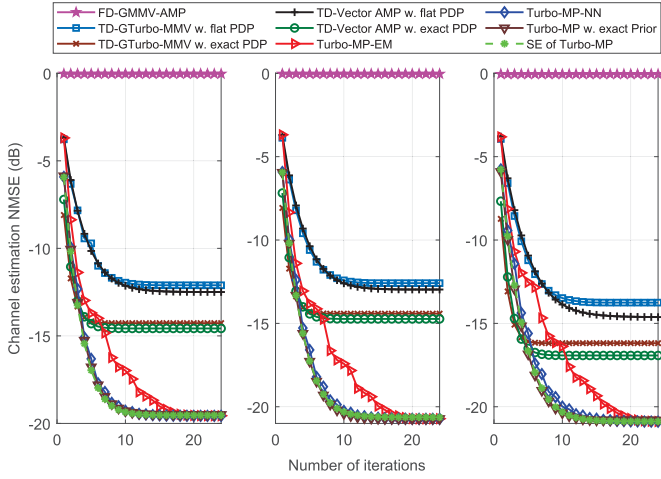 FD-GMMV-AMP
TD-GTurbo-MMV w. flat PDP
TD-GTurbo-MMV w. exact PDP
TD-Vector AMP w. flat PDP
TD-Vector AMP w. exact PDP
Turbo-MP-EM
Turbo-MP-NN
Turbo-MP w. exact Prior
SE of Turbo-MP
Channel estimation NMSE (dB)
0
-5
-10
-15
-20
0
10
20
0
-5
-10
-15
-20
0
10
20
0
-5
-10
-15
-20
0
10
20
Number of iterations